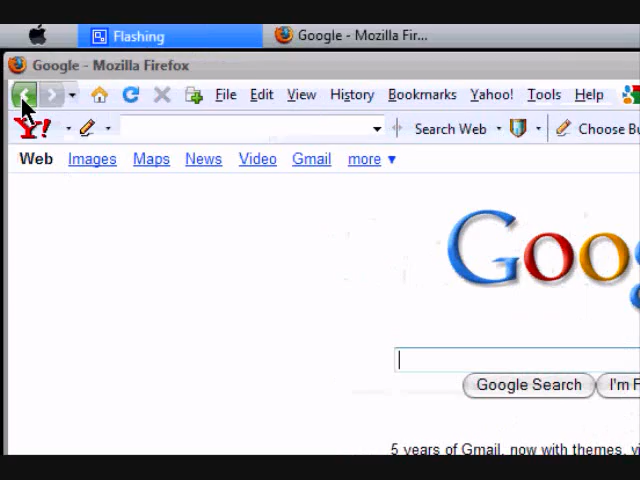 Flashing
Google - Mozilla Fir...
Google - Mozilla Firefox
File Edit View History Bookmarks Yahoo! Tools Help
Y! Search Web Choose Bu
Web Images Maps News Video Gmail more
Goo
Google Search I'm F
5 years of Gmail, now with themes, vi